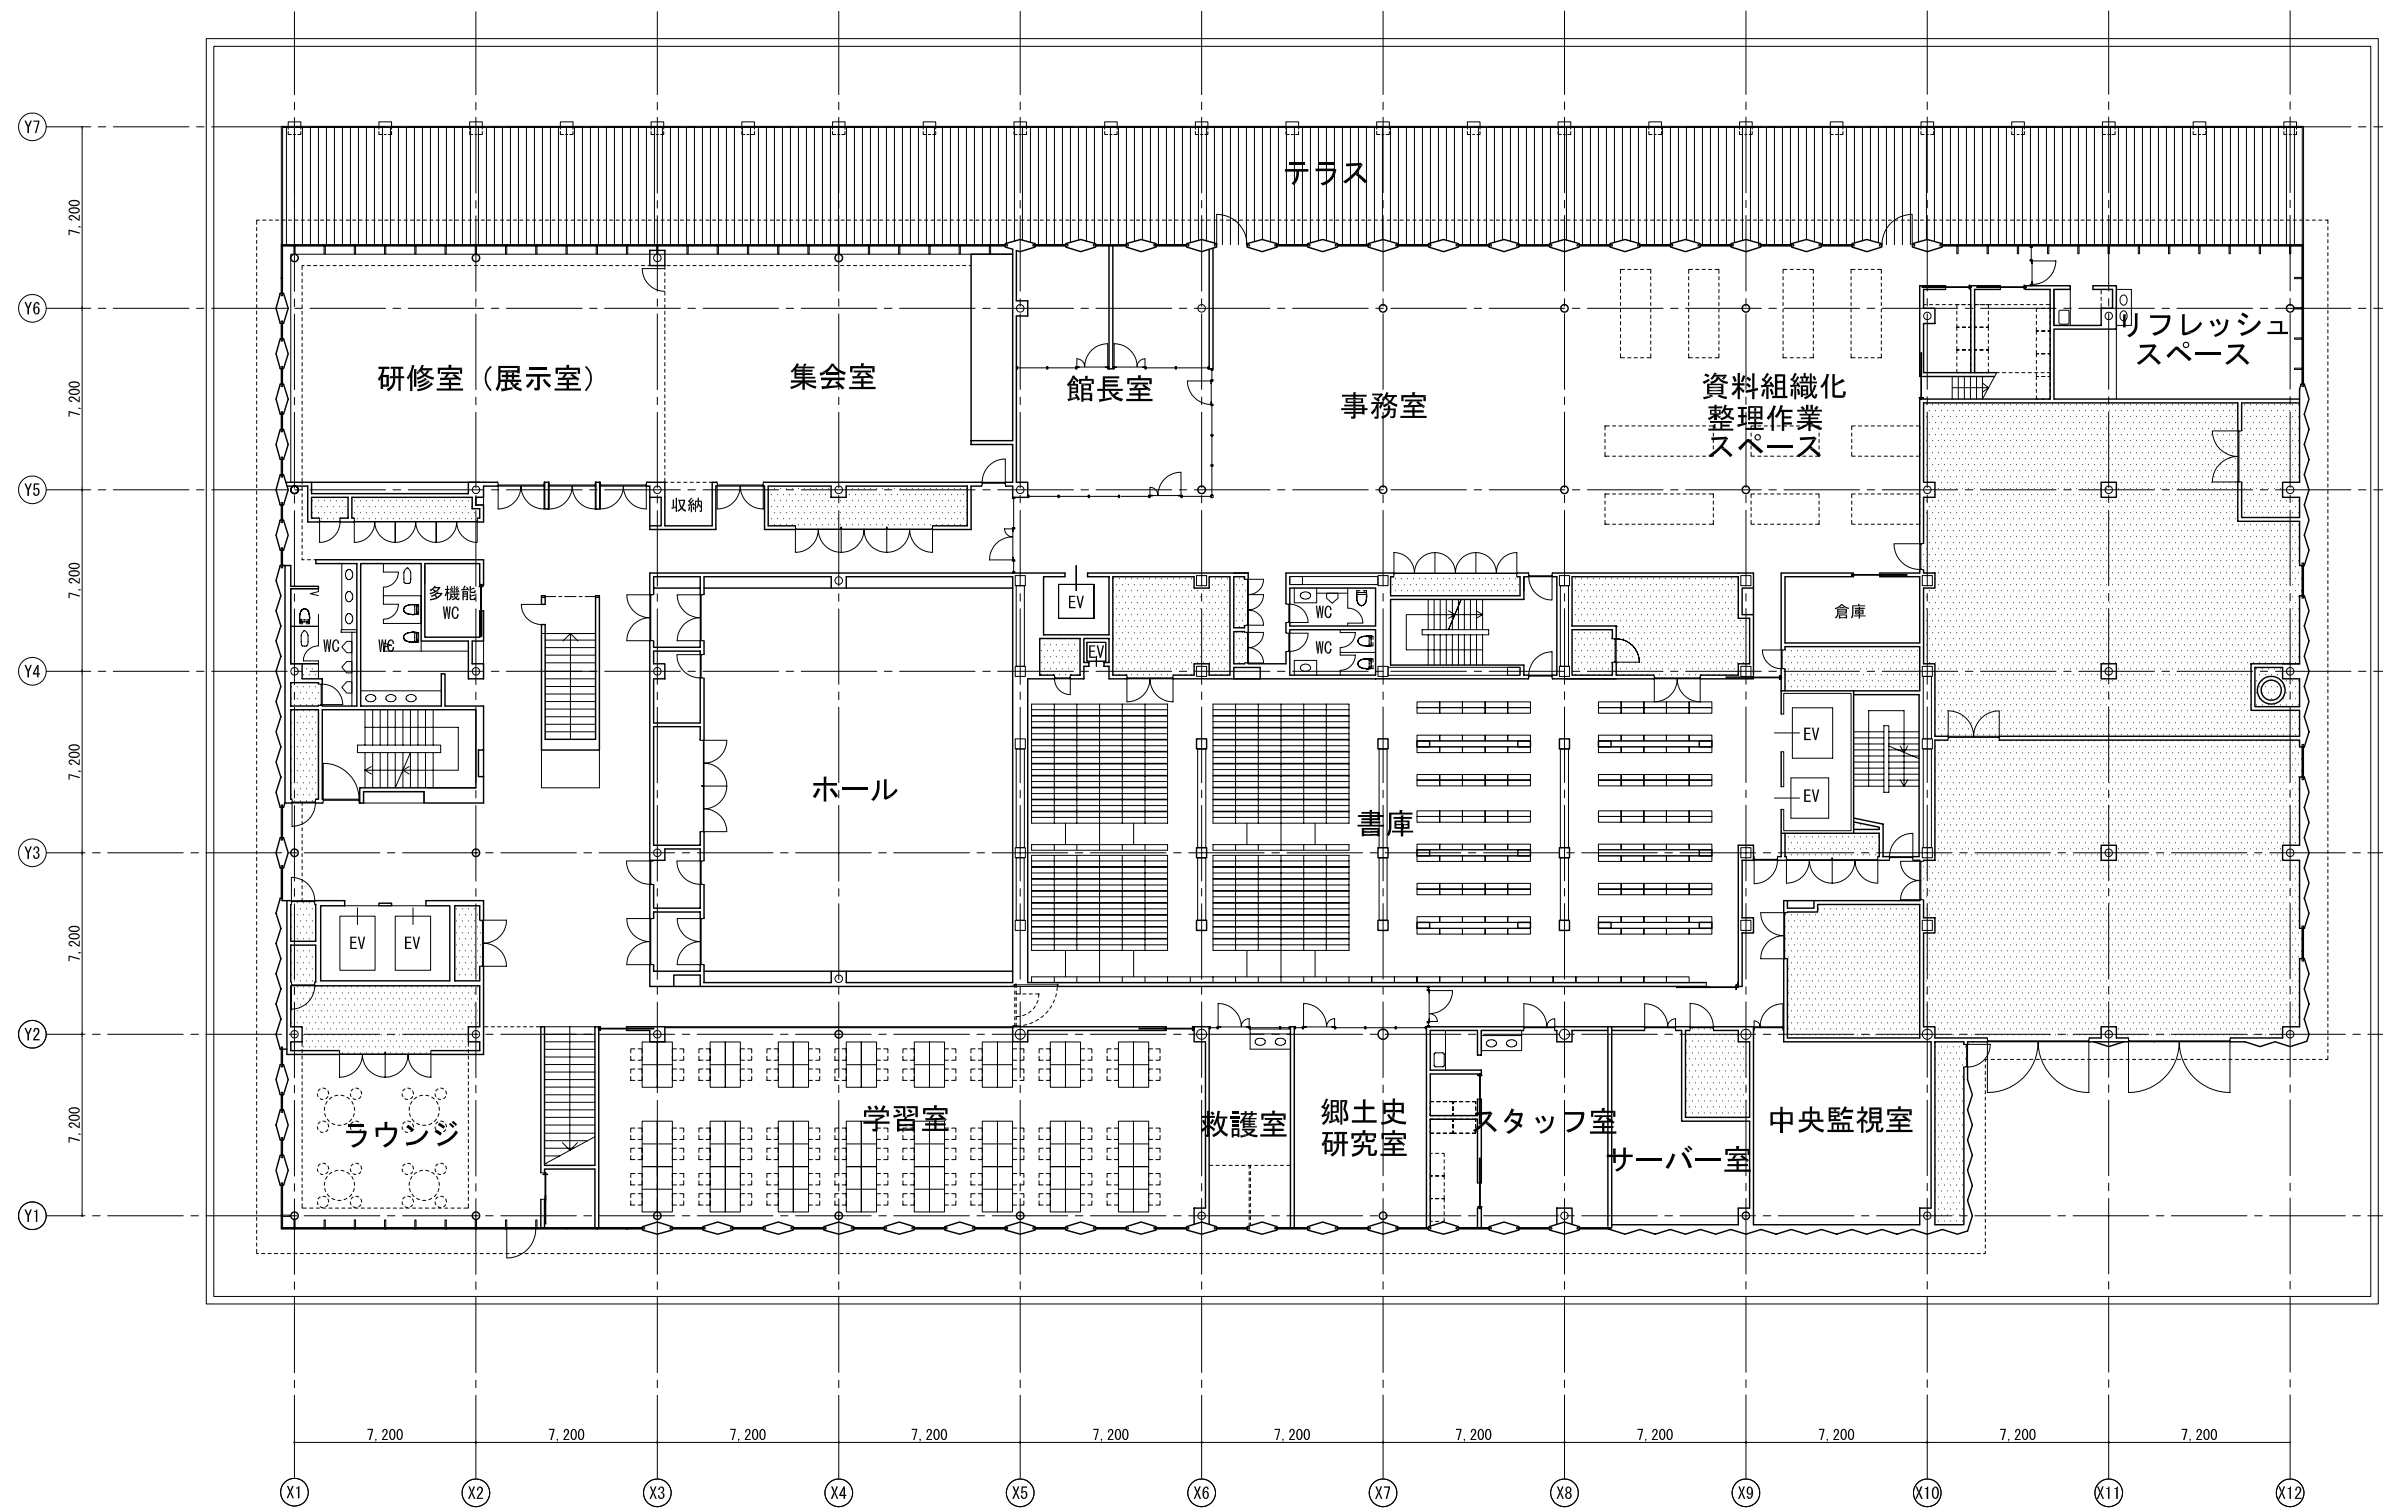 Y7
テラス
7,200
Y6
リフレッシュ
スペース
研修室（展示室）
集会室
館長室
事務室
資料組織化
整理作業
スペース
7,200
Y5
収納
7,200
多機能
WC
EV
WC
倉庫
WC
WC
WC
EV
Y4
EV
7,200
ホール
書庫
EV
Y3
EV
EV
7,200
Y2
ラウンジ
学習室
救護室
郷土史
研究室
スタッフ室
サーバー室
中央監視室
7,200
Y1
7,200
7,200
7,200
7,200
7,200
7,200
7,200
7,200
7,200
7,200
7,200
X1
X2
X3
X4
X5
X6
X7
X8
X9
X10
X11
X12